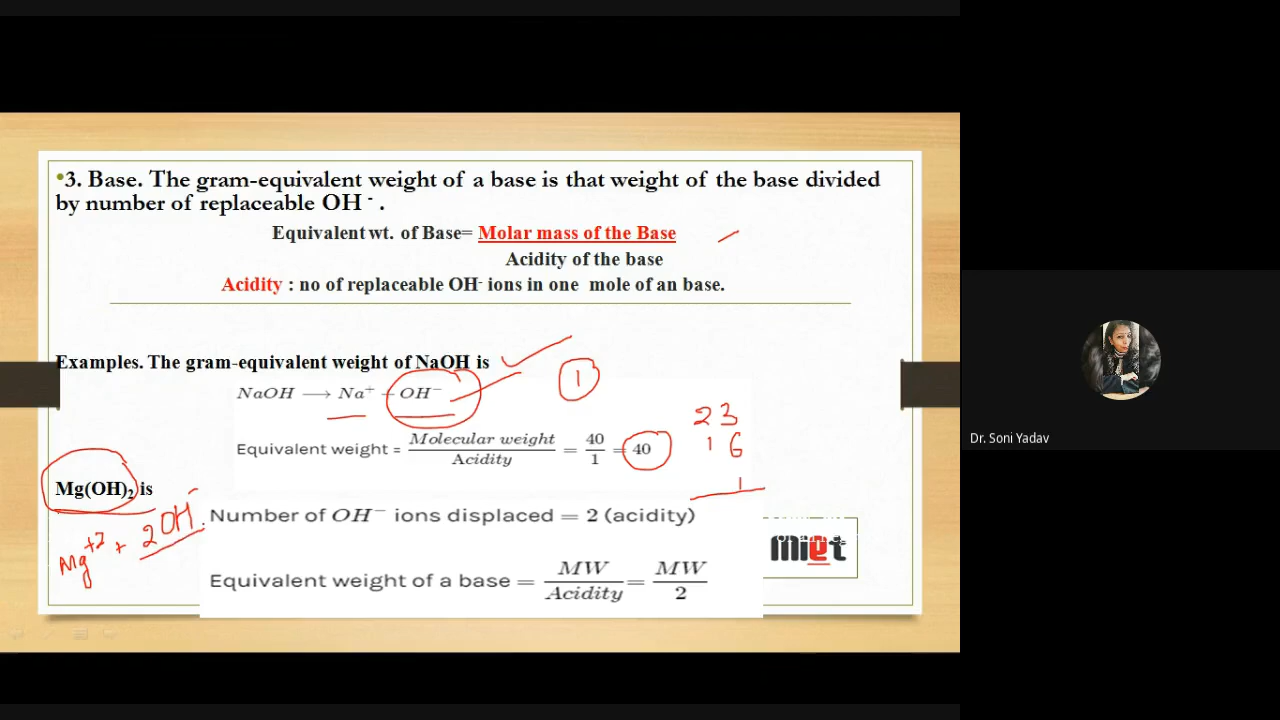 •3. Base. The gram-equivalent weight of a base is that weight of the base divided
by number of replaceable OH⁻ .
Equivalent wt. of Base= Molar mass of the Base
Acidity of the base
Acidity : no of replaceable OH⁻ ions in one mole of an base.
Examples. The gram-equivalent weight of NaOH is
1
NaOH ⟶ Na⁺ + OH⁻
23
16
1
Equivalent weight = Molecular weight / Acidity = 40 / 1 = 40
Mg(OH)₂ is
Mg⁺² + 2OH⁻
Number of OH⁻ ions displaced = 2 (acidity)
miet
Equivalent weight of a base = MW / Acidity = MW / 2
Dr. Soni Yadav